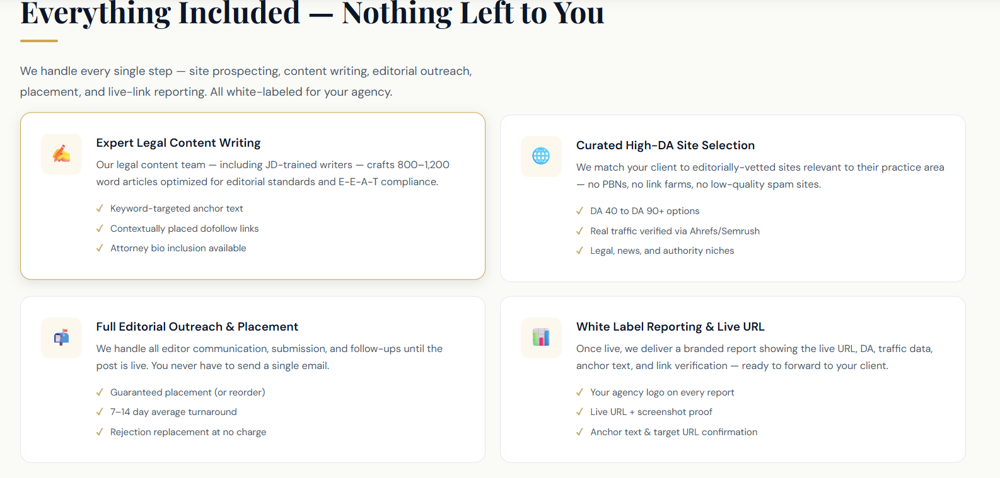 Everything Included — Nothing Left to You
We handle every single step — site prospecting, content writing, editorial outreach,
placement, and live-link reporting. All white-labeled for your agency.
Expert Legal Content Writing
Our legal content team — including JD-trained writers — crafts 800–1,200
word articles optimized for editorial standards and E-E-A-T compliance.
✓ Keyword-targeted anchor text
✓ Contextually placed dofollow links
✓ Attorney bio inclusion available
Curated High-DA Site Selection
We match your client to editorially-vetted sites relevant to their practice area
— no PBNs, no link farms, no low-quality spam sites.
✓ DA 40 to DA 90+ options
✓ Real traffic verified via Ahrefs/Semrush
✓ Legal, news, and authority niches
Full Editorial Outreach & Placement
We handle all editor communication, submission, and follow-ups until the
post is live. You never have to send a single email.
✓ Guaranteed placement (or reorder)
✓ 7–14 day average turnaround
✓ Rejection replacement at no charge
White Label Reporting & Live URL
Once live, we deliver a branded report showing the live URL, DA, traffic data,
anchor text, and link verification — ready to forward to your client.
✓ Your agency logo on every report
✓ Live URL + screenshot proof
✓ Anchor text & target URL confirmation